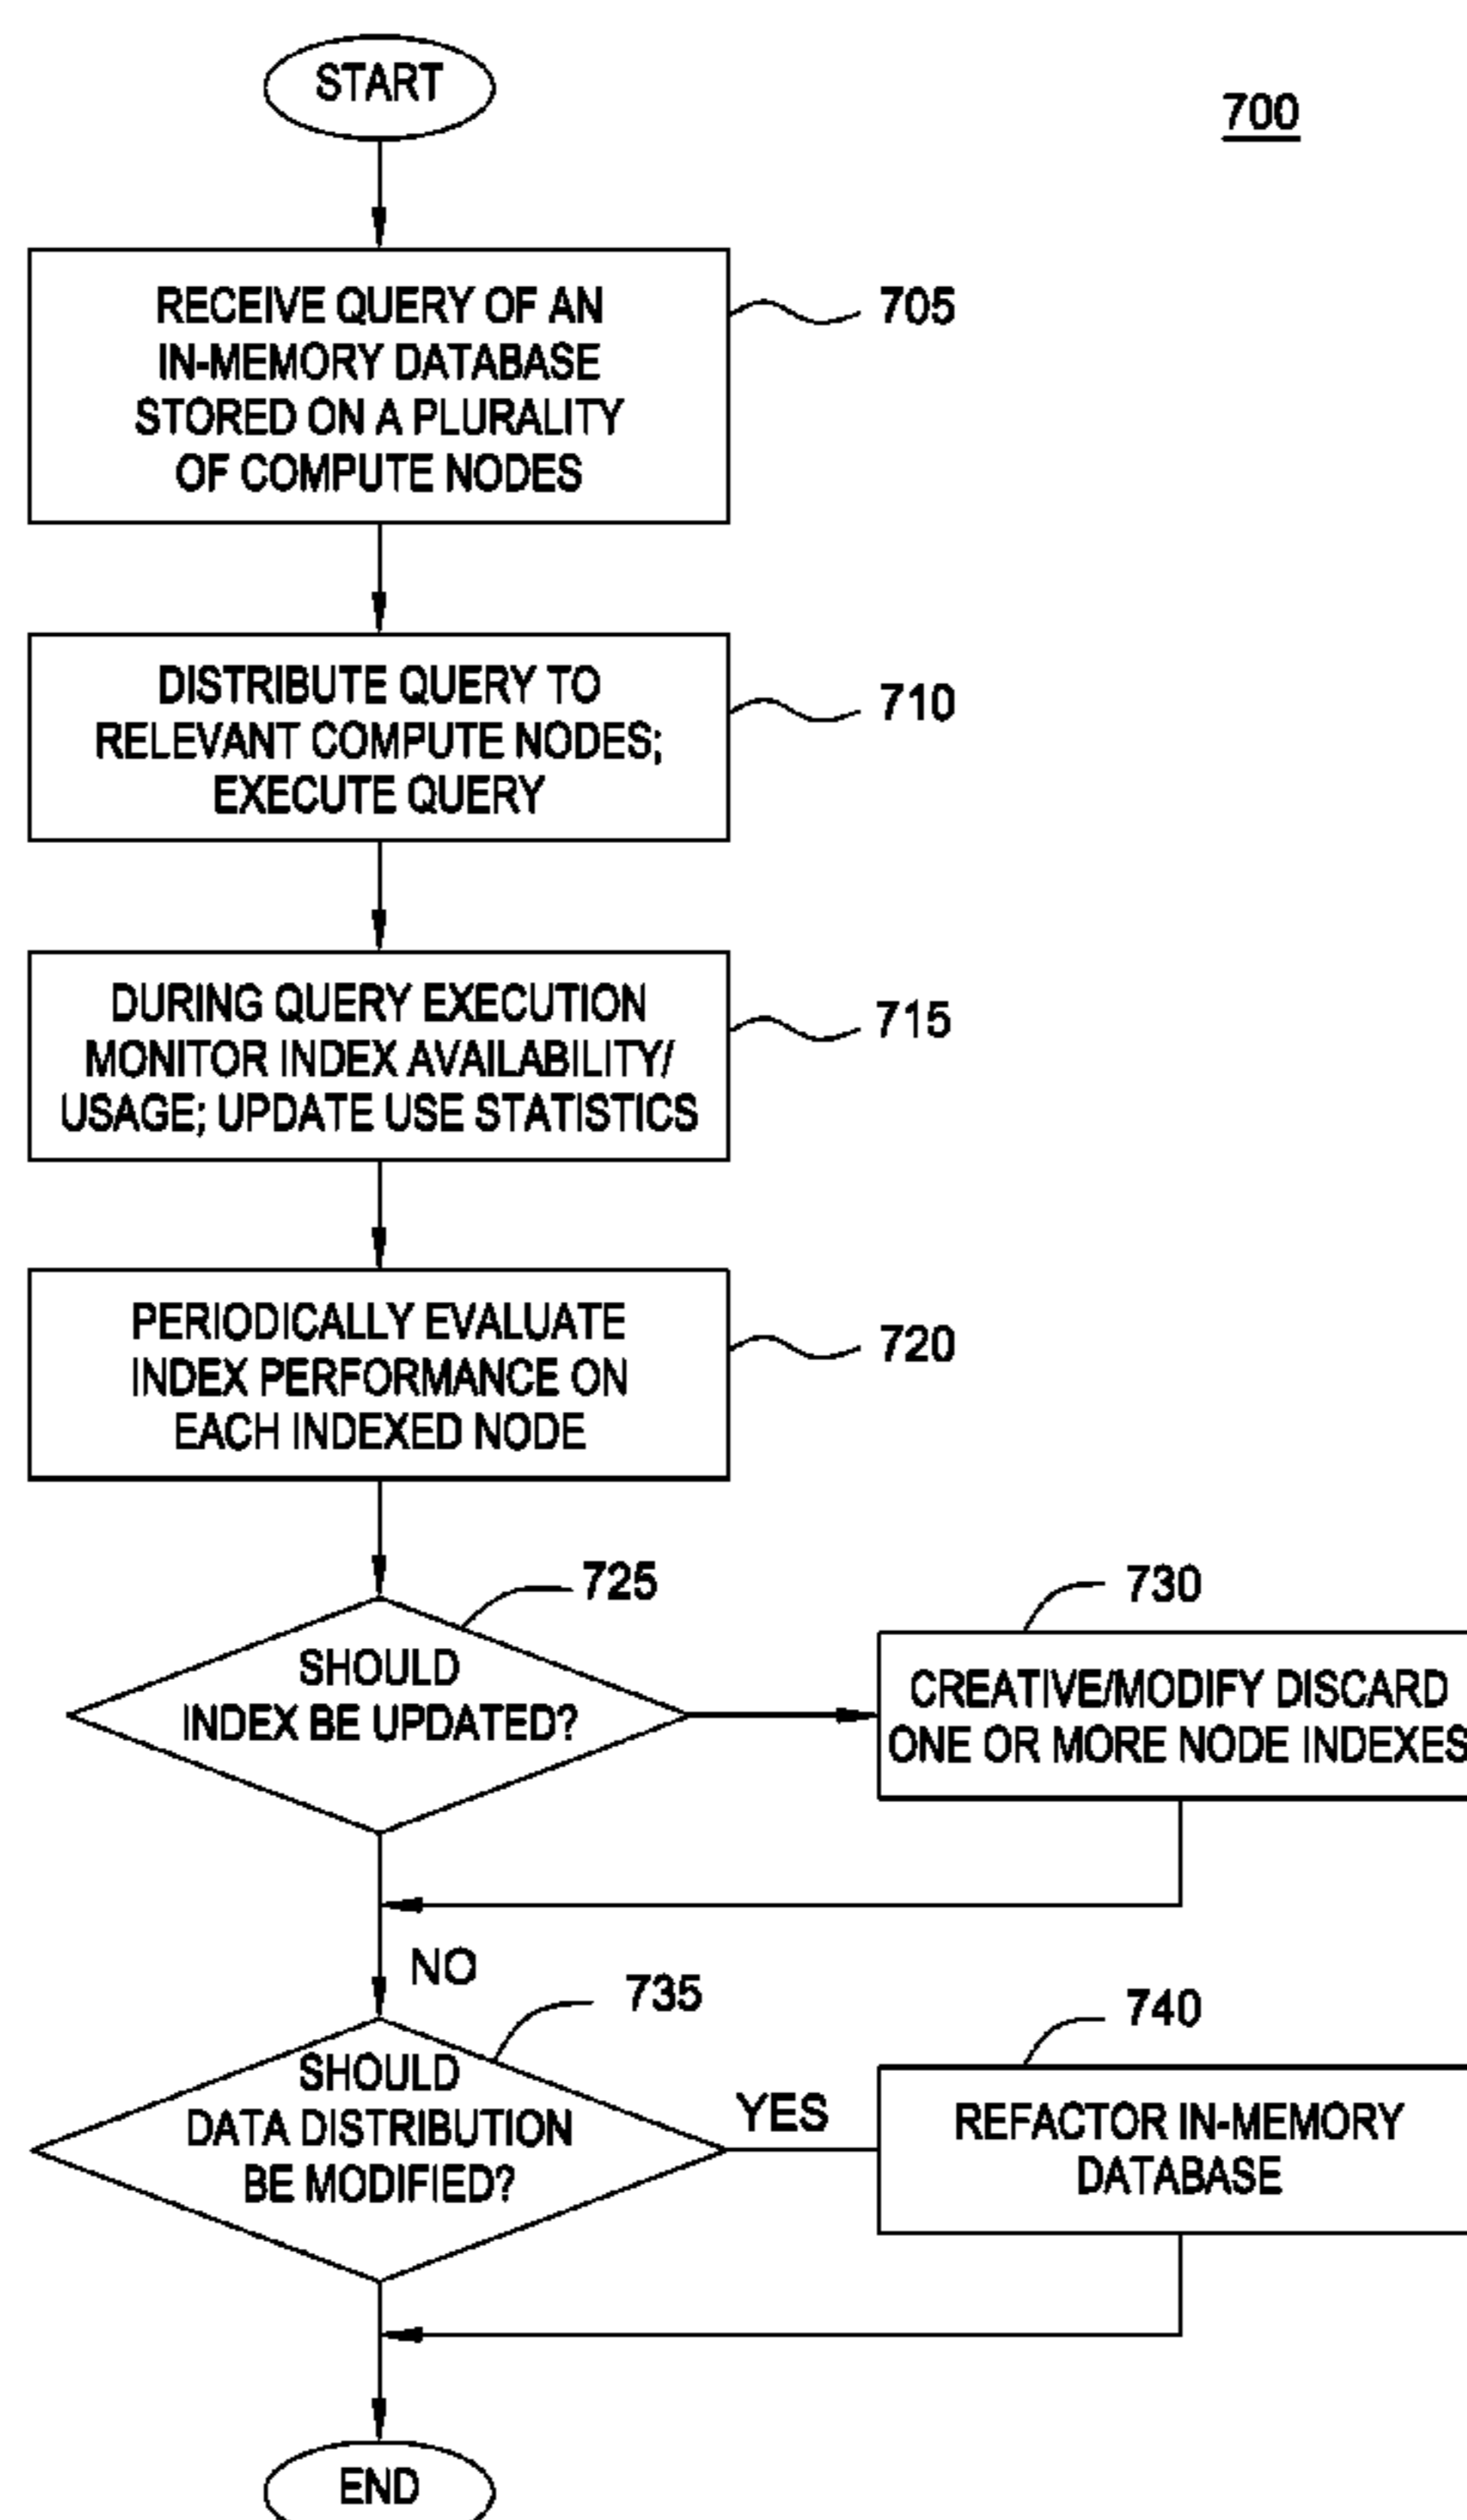 START
700
RECEIVE QUERY OF AN
IN-MEMORY DATABASE
STORED ON A PLURALITY
OF COMPUTE NODES
705
DISTRIBUTE QUERY TO
RELEVANT COMPUTE NODES;
EXECUTE QUERY
710
DURING QUERY EXECUTION
MONITOR INDEX AVAILABILITY/
USAGE; UPDATE USE STATISTICS
715
PERIODICALLY EVALUATE
INDEX PERFORMANCE ON
EACH INDEXED NODE
720
725
SHOULD
INDEX BE UPDATED?
730
CREATIVE/MODIFY DISCARD
ONE OR MORE NODE INDEXES
NO
735
SHOULD
DATA DISTRIBUTION
BE MODIFIED?
YES
740
REFACTOR IN-MEMORY
DATABASE
END